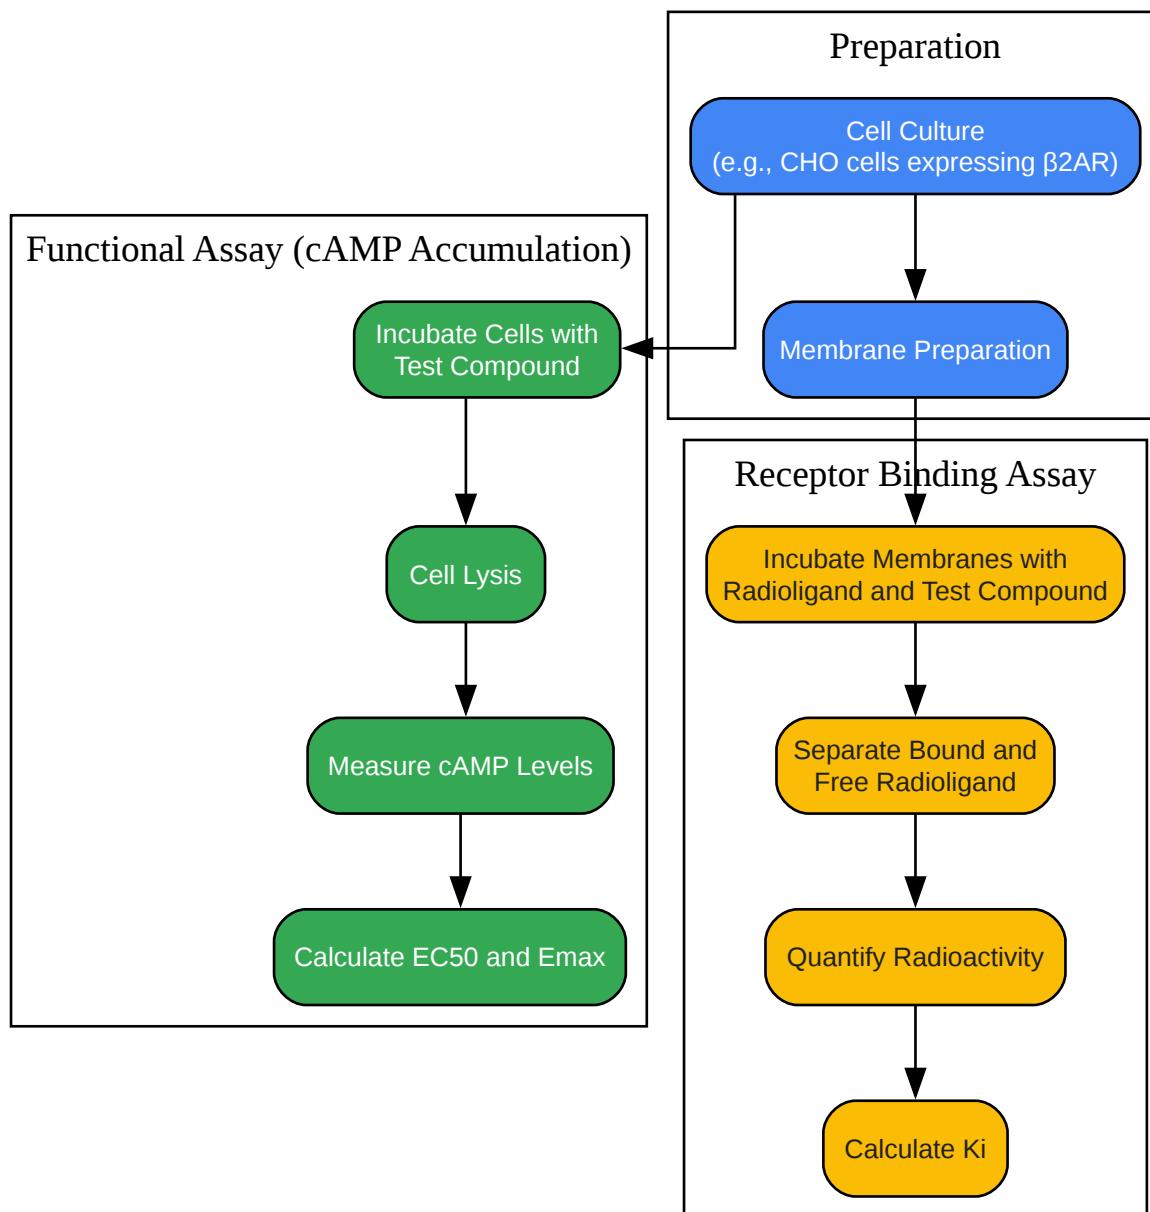 Preparation
Cell Culture
(e.g., CHO cells expressing β2AR)
Membrane Preparation
Functional Assay (cAMP Accumulation)
Incubate Cells with
Test Compound
Cell Lysis
Measure cAMP Levels
Calculate EC50 and Emax
Receptor Binding Assay
Incubate Membranes with
Radioligand and Test Compound
Separate Bound and
Free Radioligand
Quantify Radioactivity
Calculate Ki